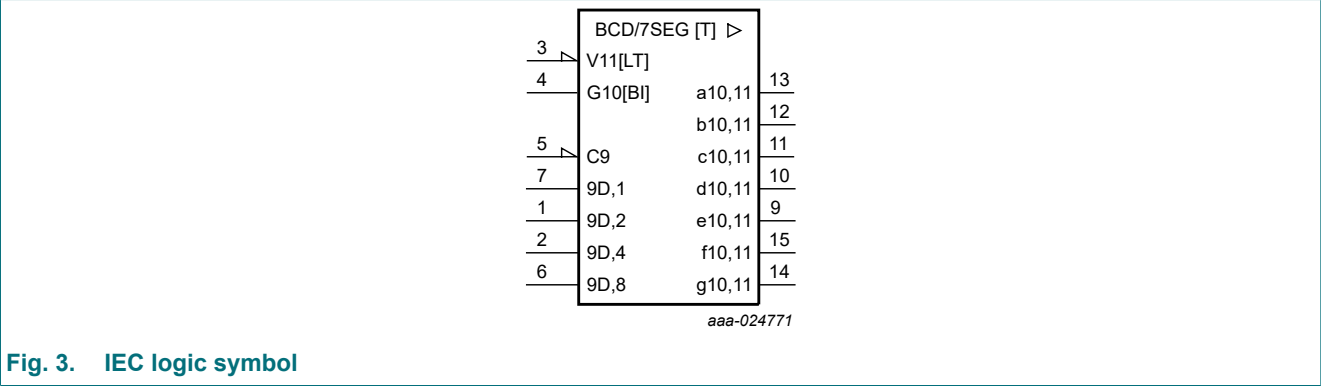 BCD/7SEG [T]
3 V11[LT]
4 G10[BI] a10,11 13
b10,11 12
5 C9 c10,11 11
7 9D,1 d10,11 10
1 9D,2 e10,11 9
2 9D,4 f10,11 15
6 9D,8 g10,11 14
aaa-024771
Fig. 3. IEC logic symbol